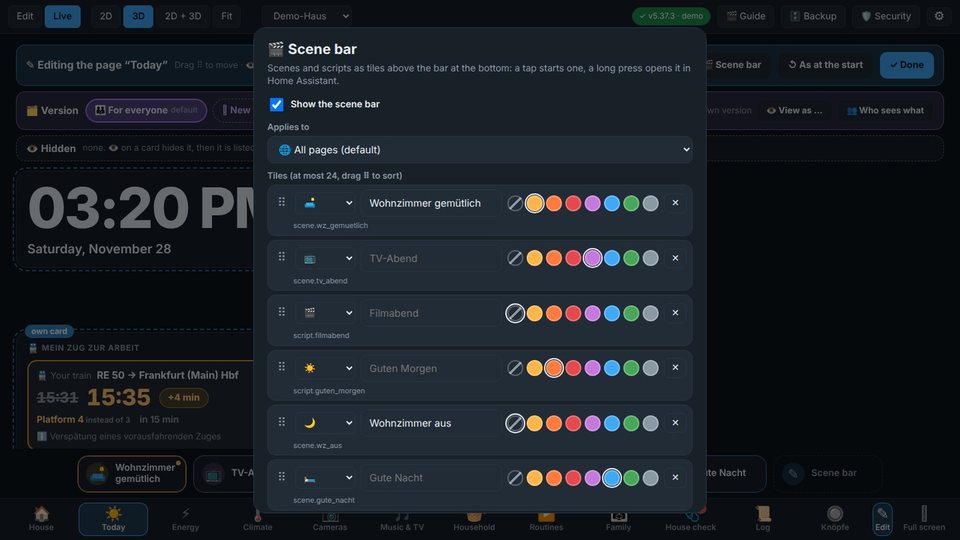 Edit Live 2D 3D 2D + 3D Fit Demo-Haus ✓ v5.37.3 · demo Guide Backup Security
Scene bar
Scenes and scripts as tiles above the bar at the bottom: a tap starts one, a long press opens it in
Home Assistant.
Show the scene bar
Applies to
All pages (default)
Tiles (at most 24, drag ⠿ to sort)
Wohnzimmer gemütlich
scene.wz_gemuetlich
TV-Abend
scene.tv_abend
Filmabend
script.filmabend
Guten Morgen
script.guten_morgen
Wohnzimmer aus
scene.wz_aus
Gute Nacht
scene.gute_nacht
Editing the page “Today” Drag ⠿ to move ·
Scene bar As at the start ✓ Done
Version For everyone default New
own version View as ... Who sees what
Hidden none. on a card hides it, then it is listed
03:20 PM
Saturday, November 28
own card
MEIN ZUG ZUR ARBEIT
Your train RE 50 → Frankfurt (Main) Hbf
15:31 15:35 +4 min
Platform 4 instead of 3 in 15 min
Verspätung eines vorausfahrenden Zuges
Wohnzimmer
gemütlich
TV-A
te Nacht
Scene bar
House Today Energy Climate Cameras Music & TV Household Routines Family House check Log Knöpfe Edit Full screen